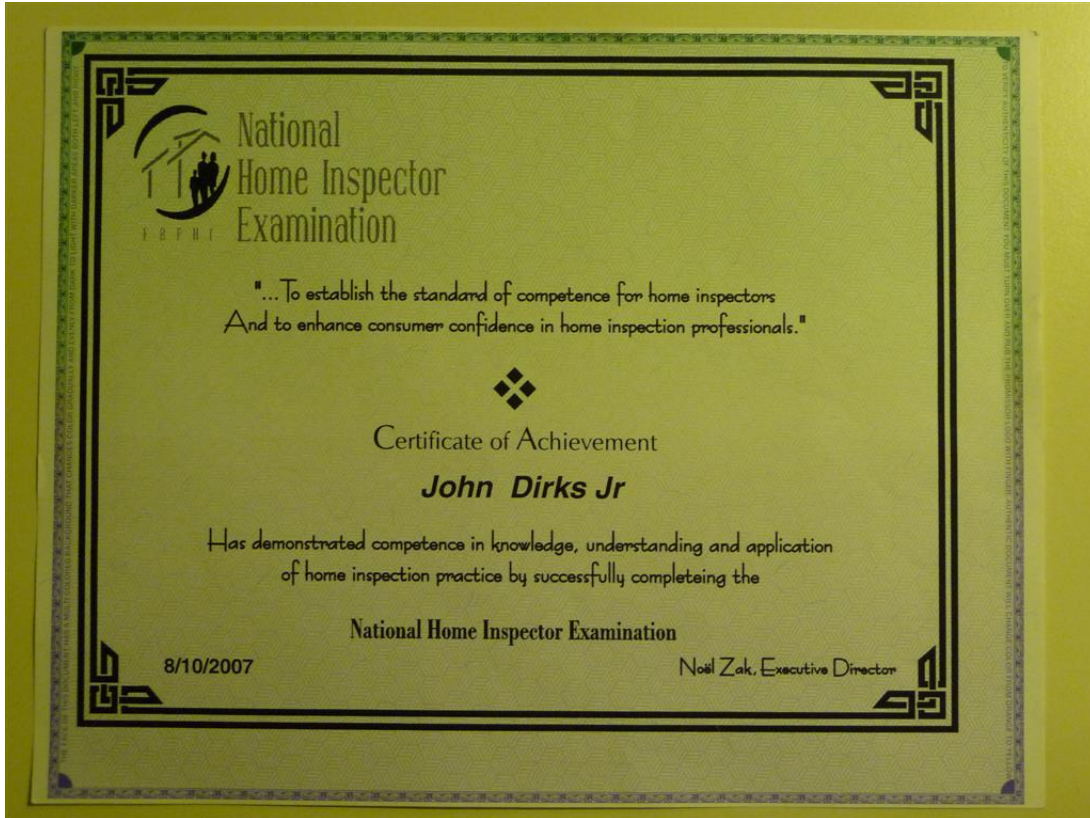 National
Home Inspector
Examination
EBPHI
"...To establish the standard of competence for home inspectors
And to enhance consumer confidence in home inspection professionals."
Certificate of Achievement
John Dirks Jr
Has demonstrated competence in knowledge, understanding and application
of home inspection practice by successfully completeing the
National Home Inspector Examination
8/10/2007
Noël Zak, Executive Director